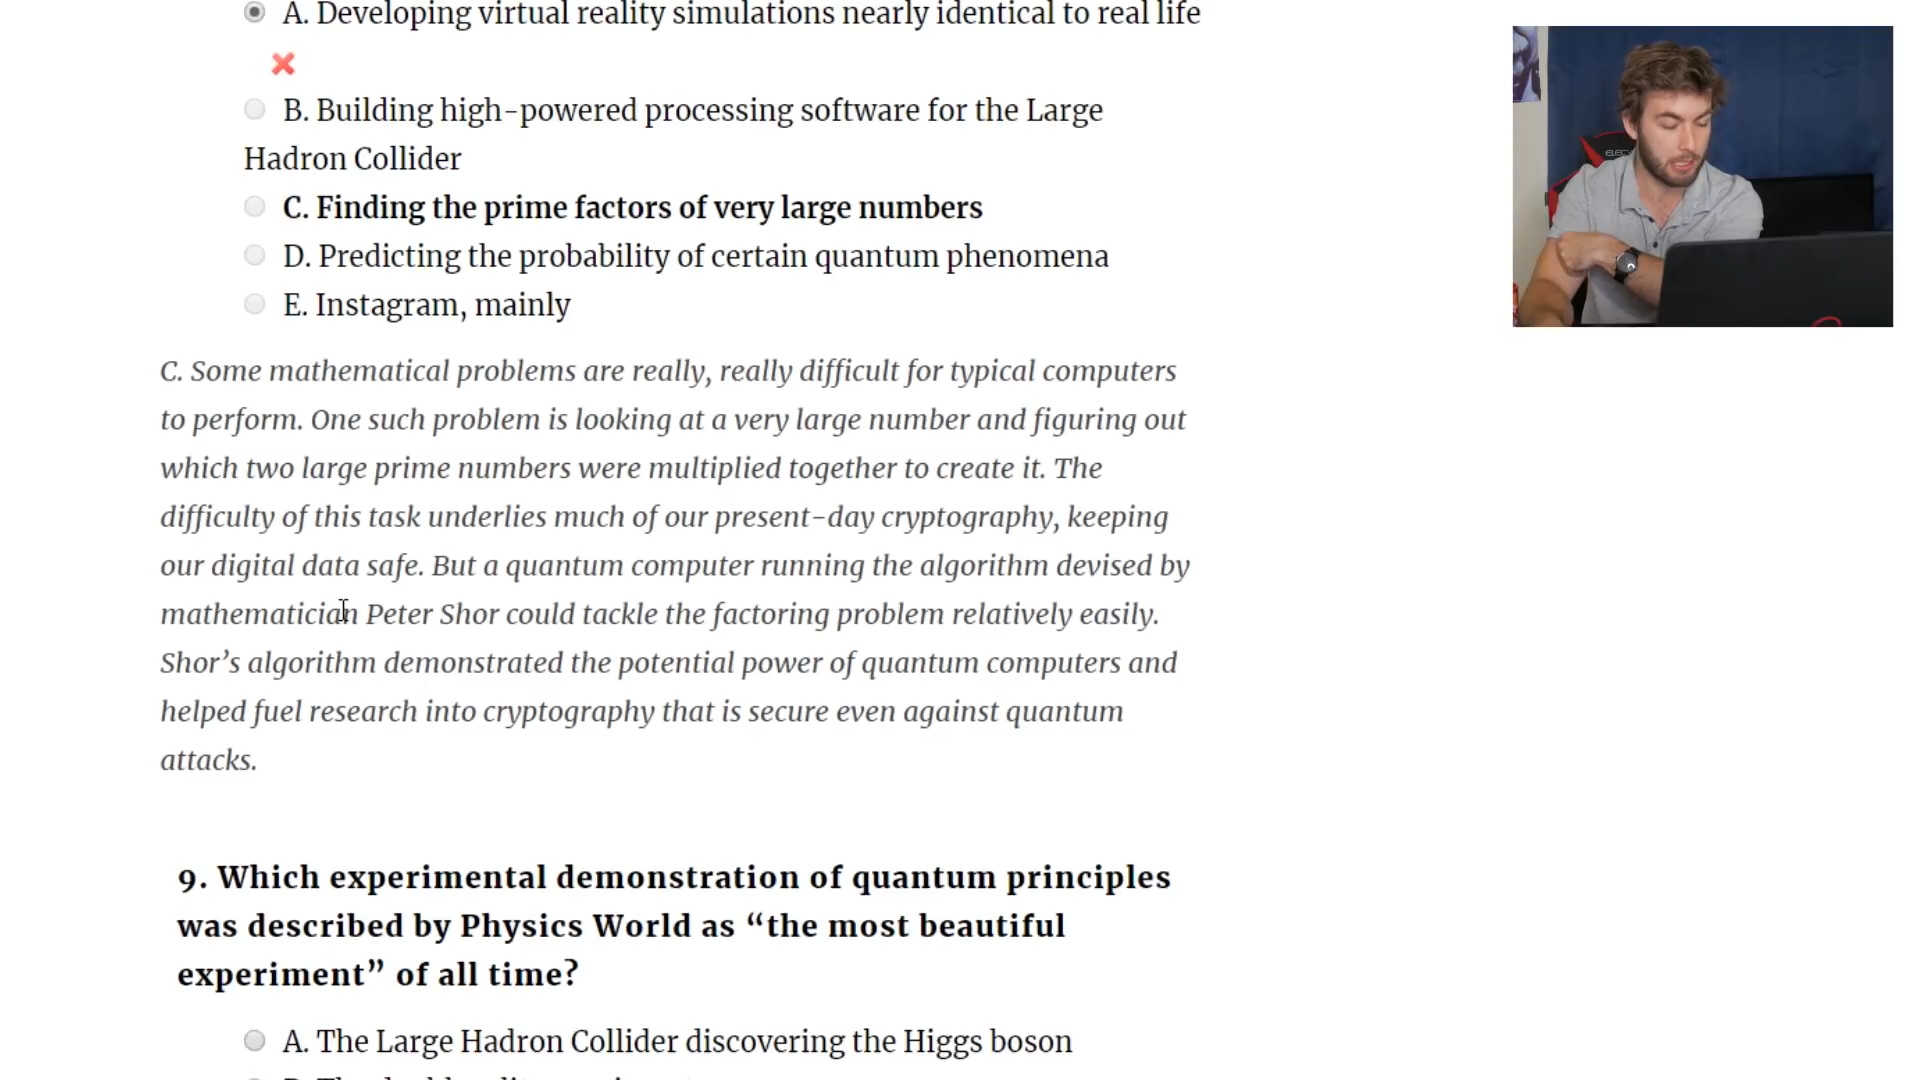 A. Developing virtual reality simulations nearly identical to real life
B. Building high-powered processing software for the Large
Hadron Collider
C. Finding the prime factors of very large numbers
D. Predicting the probability of certain quantum phenomena
E. Instagram, mainly
C. Some mathematical problems are really, really difficult for typical computers
to perform. One such problem is looking at a very large number and figuring out
which two large prime numbers were multiplied together to create it. The
difficulty of this task underlies much of our present-day cryptography, keeping
our digital data safe. But a quantum computer running the algorithm devised by
mathematician Peter Shor could tackle the factoring problem relatively easily.
Shor’s algorithm demonstrated the potential power of quantum computers and
helped fuel research into cryptography that is secure even against quantum
attacks.
9. Which experimental demonstration of quantum principles
was described by Physics World as “the most beautiful
experiment” of all time?
A. The Large Hadron Collider discovering the Higgs boson